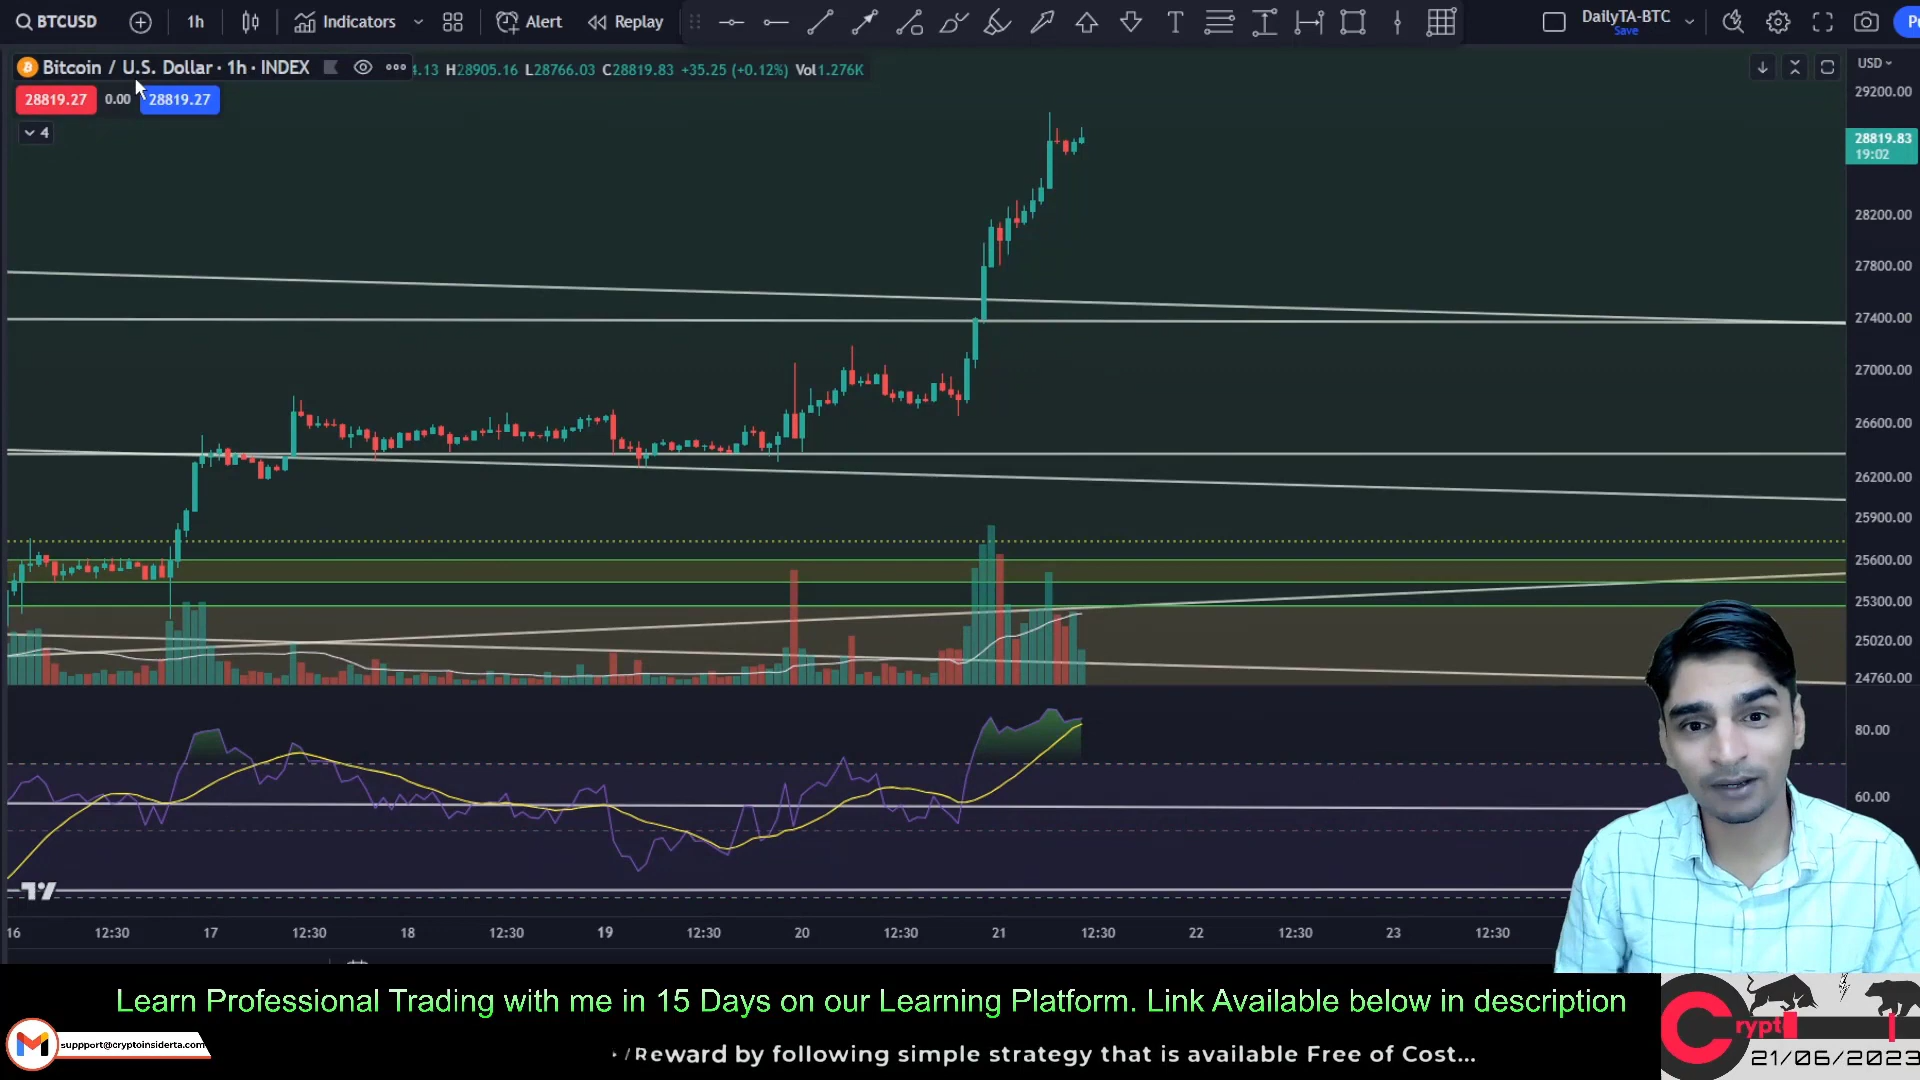 BTCUSD 1h Indicators Alert Replay DailyTA-BTC Save Pu
Bitcoin / U.S. Dollar · 1h · INDEX 4.13 H28905.16 L28766.03 C28819.83 +35.25 (+0.12%) Vol1.276K USD
28819.27 0.00 28819.27
4
29200.00
28819.83
19:02
28200.00
27800.00
27400.00
27000.00
26600.00
26200.00
25900.00
25600.00
25300.00
25020.00
24760.00
80.00
60.00
16 12:30 17 12:30 18 12:30 19 12:30 20 12:30 21 12:30 22 12:30 23 12:30
Learn Professional Trading with me in 15 Days on our Learning Platform. Link Available below in description
suppport@cryptoinsiderta.com
/Reward by following simple strategy that is available Free of Cost...
Crypt
21/06/2023